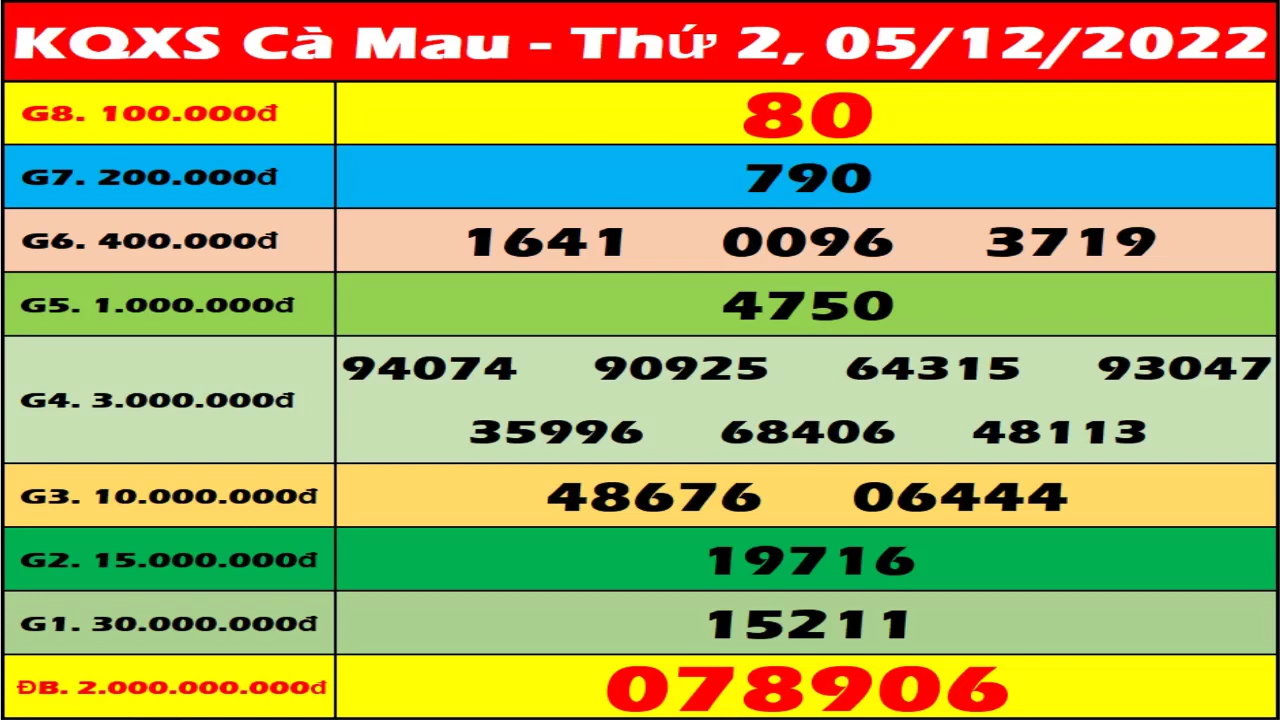 KQXS Cà Mau - Thứ 2, 05/12/2022
G8. 100.000đ 80
G7. 200.000đ 790
G6. 400.000đ 1641 0096 3719
G5. 1.000.000đ 4750
G4. 3.000.000đ 94074 90925 64315 93047
35996 68406 48113
G3. 10.000.000đ 48676 06444
G2. 15.000.000đ 19716
G1. 30.000.000đ 15211
ĐB. 2.000.000.000đ 078906